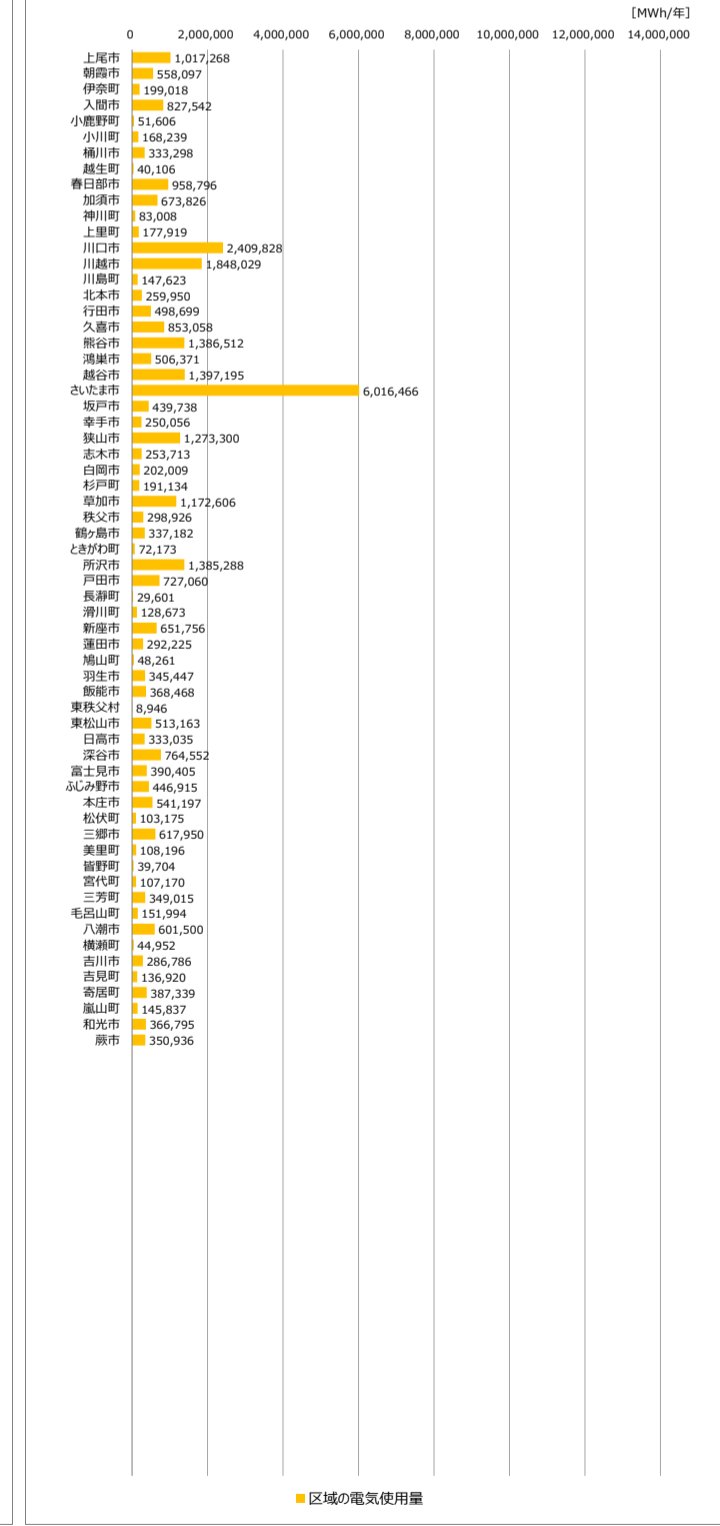 [MWh/年]
0 2,000,000 4,000,000 6,000,000 8,000,000 10,000,000 12,000,000 14,000,000
上尾市 1,017,268
朝霞市 558,097
伊奈町 199,018
入間市 827,542
小鹿野町 51,606
小川町 168,239
桶川市 333,298
越生町 40,106
春日部市 958,796
加須市 673,826
神川町 83,008
上里町 177,919
川口市 2,409,828
川越市 1,848,029
川島町 147,623
北本市 259,950
行田市 498,699
久喜市 853,058
熊谷市 1,386,512
鴻巣市 506,371
越谷市 1,397,195
さいたま市 6,016,466
坂戸市 439,738
幸手市 250,056
狭山市 1,273,300
志木市 253,713
白岡市 202,009
杉戸町 191,134
草加市 1,172,606
秩父市 298,926
鶴ヶ島市 337,182
ときがわ町 72,173
所沢市 1,385,288
戸田市 727,060
長瀞町 29,601
滑川町 128,673
新座市 651,756
蓮田市 292,225
鳩山町 48,261
羽生市 345,447
飯能市 368,468
東秩父村 8,946
東松山市 513,163
日高市 333,035
深谷市 764,552
富士見市 390,405
ふじみ野市 446,915
本庄市 541,197
松伏町 103,175
三郷市 617,950
美里町 108,196
皆野町 39,704
宮代町 107,170
三芳町 349,015
毛呂山町 151,994
八潮市 601,500
横瀬町 44,952
吉川市 286,786
吉見町 136,920
寄居町 387,339
嵐山町 145,837
和光市 366,795
蕨市 350,936
区域の電気使用量